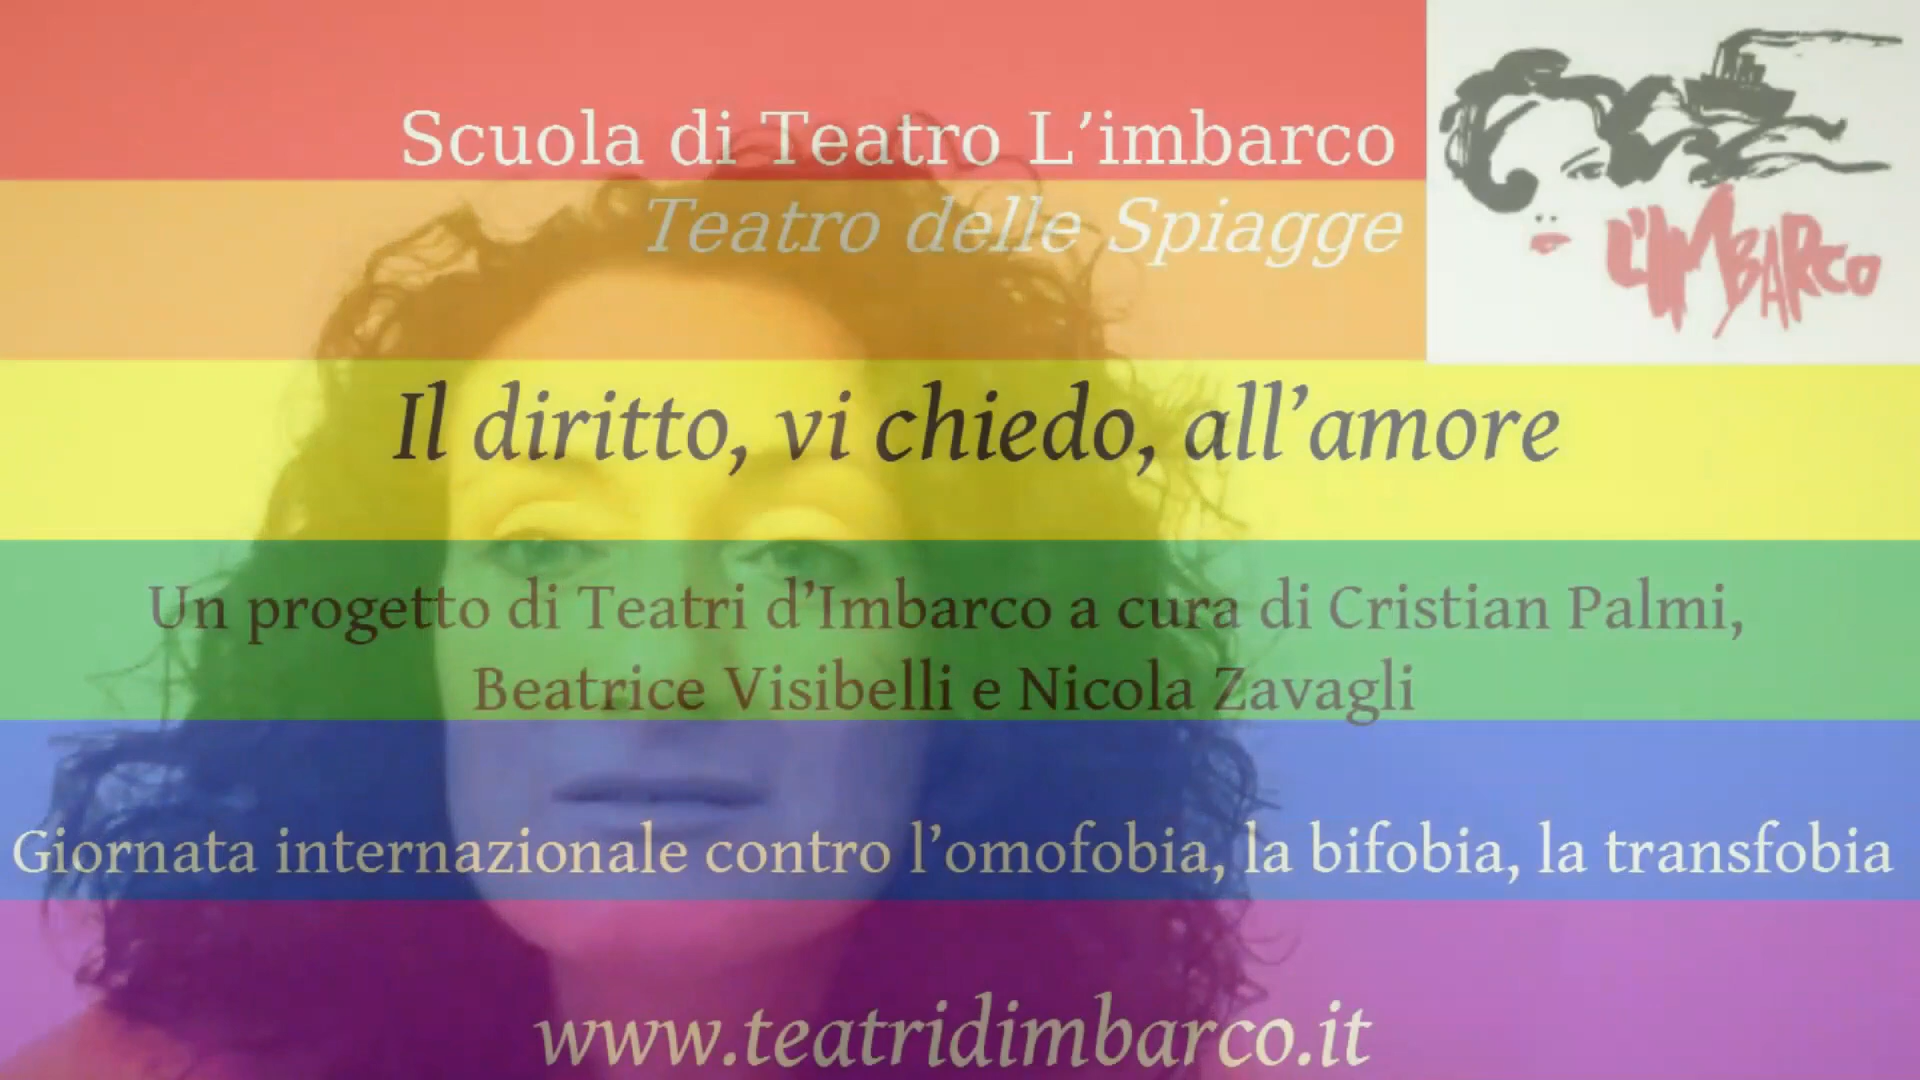 Scuola di Teatro L’imbarco
Teatro delle Spiagge
L'IMBARCO
Il diritto, vi chiedo, all’amore
Un progetto di Teatri d’Imbarco a cura di Cristian Palmi,
Beatrice Visibelli e Nicola Zavagli
Giornata internazionale contro l’omofobia, la bifobia, la transfobia
www.teatridimbarco.it